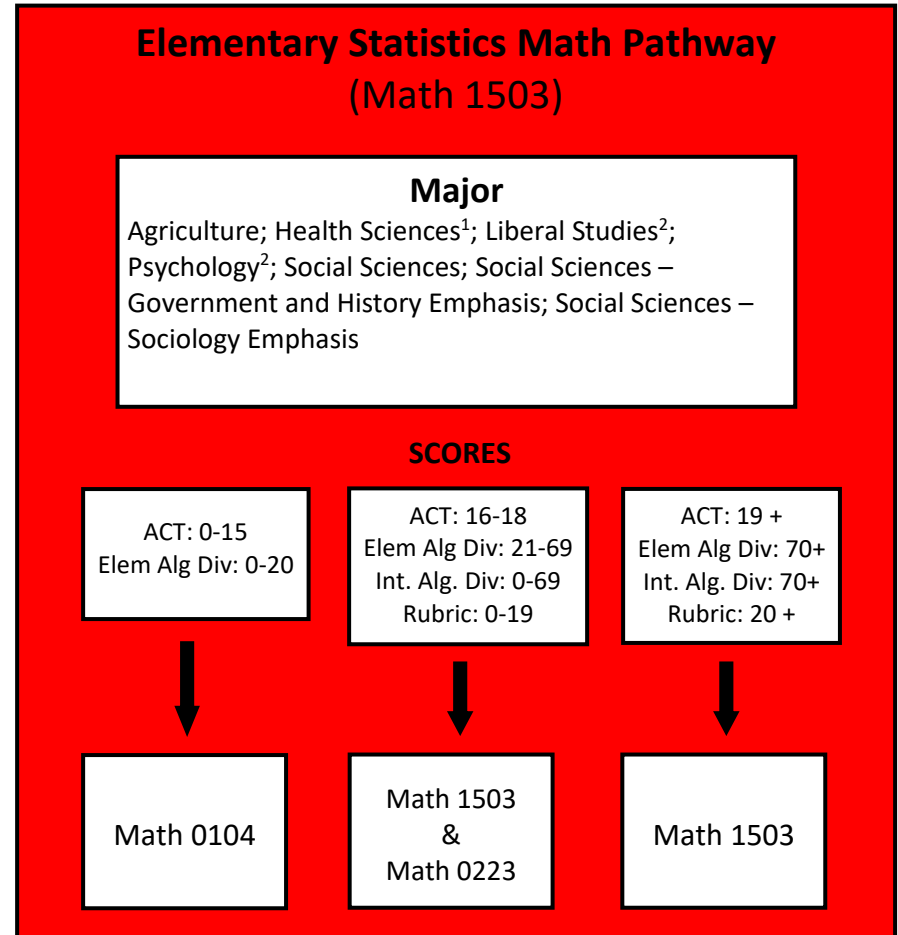 Elementary Statistics Math Pathway
(Math 1503)
Major
Agriculture; Health Sciences¹; Liberal Studies²;
Psychology²; Social Sciences; Social Sciences –
Government and History Emphasis; Social Sciences –
Sociology Emphasis
SCORES
ACT: 0-15
Elem Alg Div: 0-20
ACT: 16-18
Elem Alg Div: 21-69
Int. Alg. Div: 0-69
Rubric: 0-19
ACT: 19 +
Elem Alg Div: 70+
Int. Alg. Div: 70+
Rubric: 20 +
Math 0104
Math 1503
&
Math 0223
Math 1503